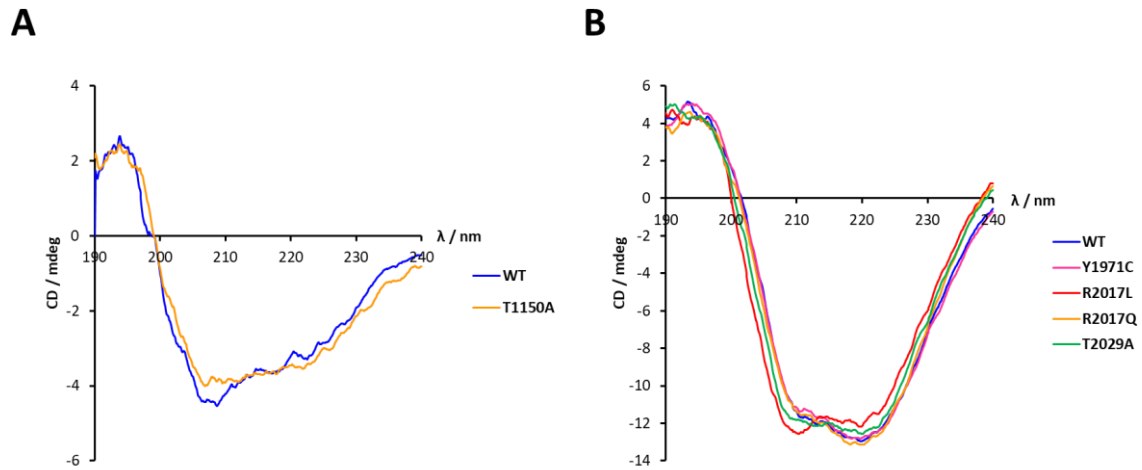 A
4
2
0
-2
-4
-6
190
200
210
220
230
240
λ / nm
CD / mdeg
WT
T1150A
B
6
4
2
0
-2
-4
-6
-8
-10
-12
-14
190
200
210
220
230
240
λ / nm
CD / mdeg
WT
Y1971C
R2017L
R2017Q
T2029A